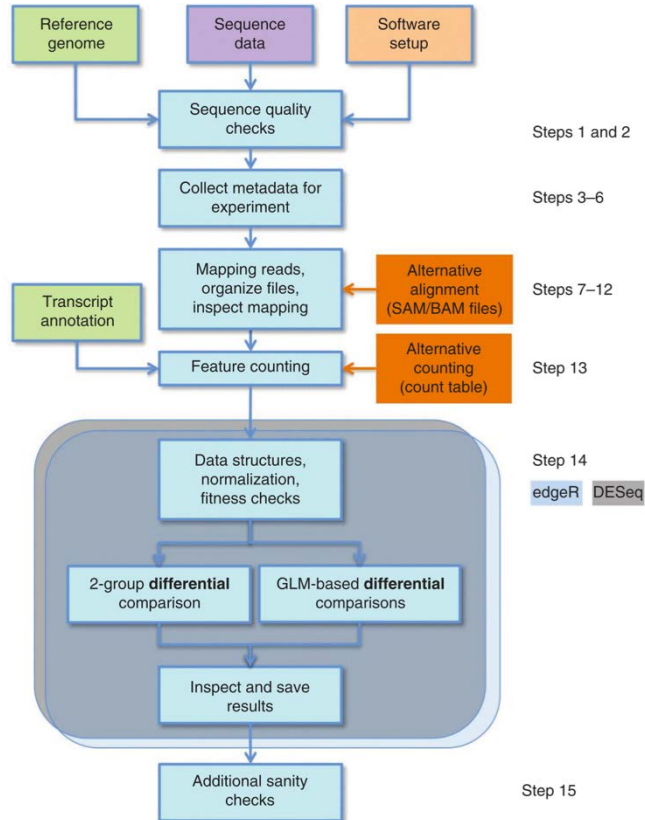 Reference
genome
Sequence
data
Software
setup
Sequence quality
checks
Steps 1 and 2
Collect metadata for
experiment
Steps 3–6
Mapping reads,
organize files,
inspect mapping
Alternative
alignment
(SAM/BAM files)
Steps 7–12
Transcript
annotation
Feature counting
Alternative
counting
(count table)
Step 13
Data structures,
normalization,
fitness checks
Step 14
edgeR
DESeq
2-group differential
comparison
GLM-based differential
comparisons
Inspect and save
results
Additional sanity
checks
Step 15